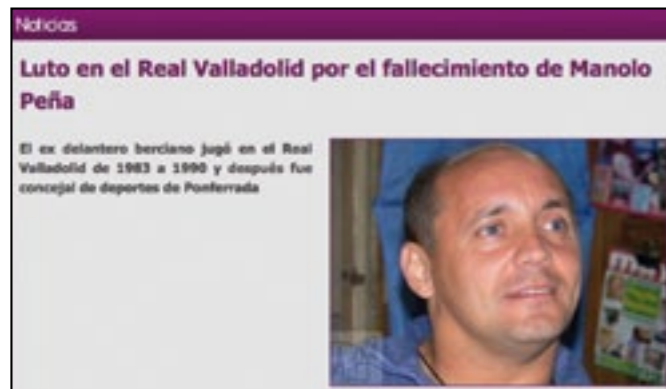 Noticias
Luto en el Real Valladolid por el fallecimiento de Manolo
Peña
El ex delantero berciano jugó en el Real
Valladolid de 1983 a 1990 y después fue
concejal de deportes de Ponferrada